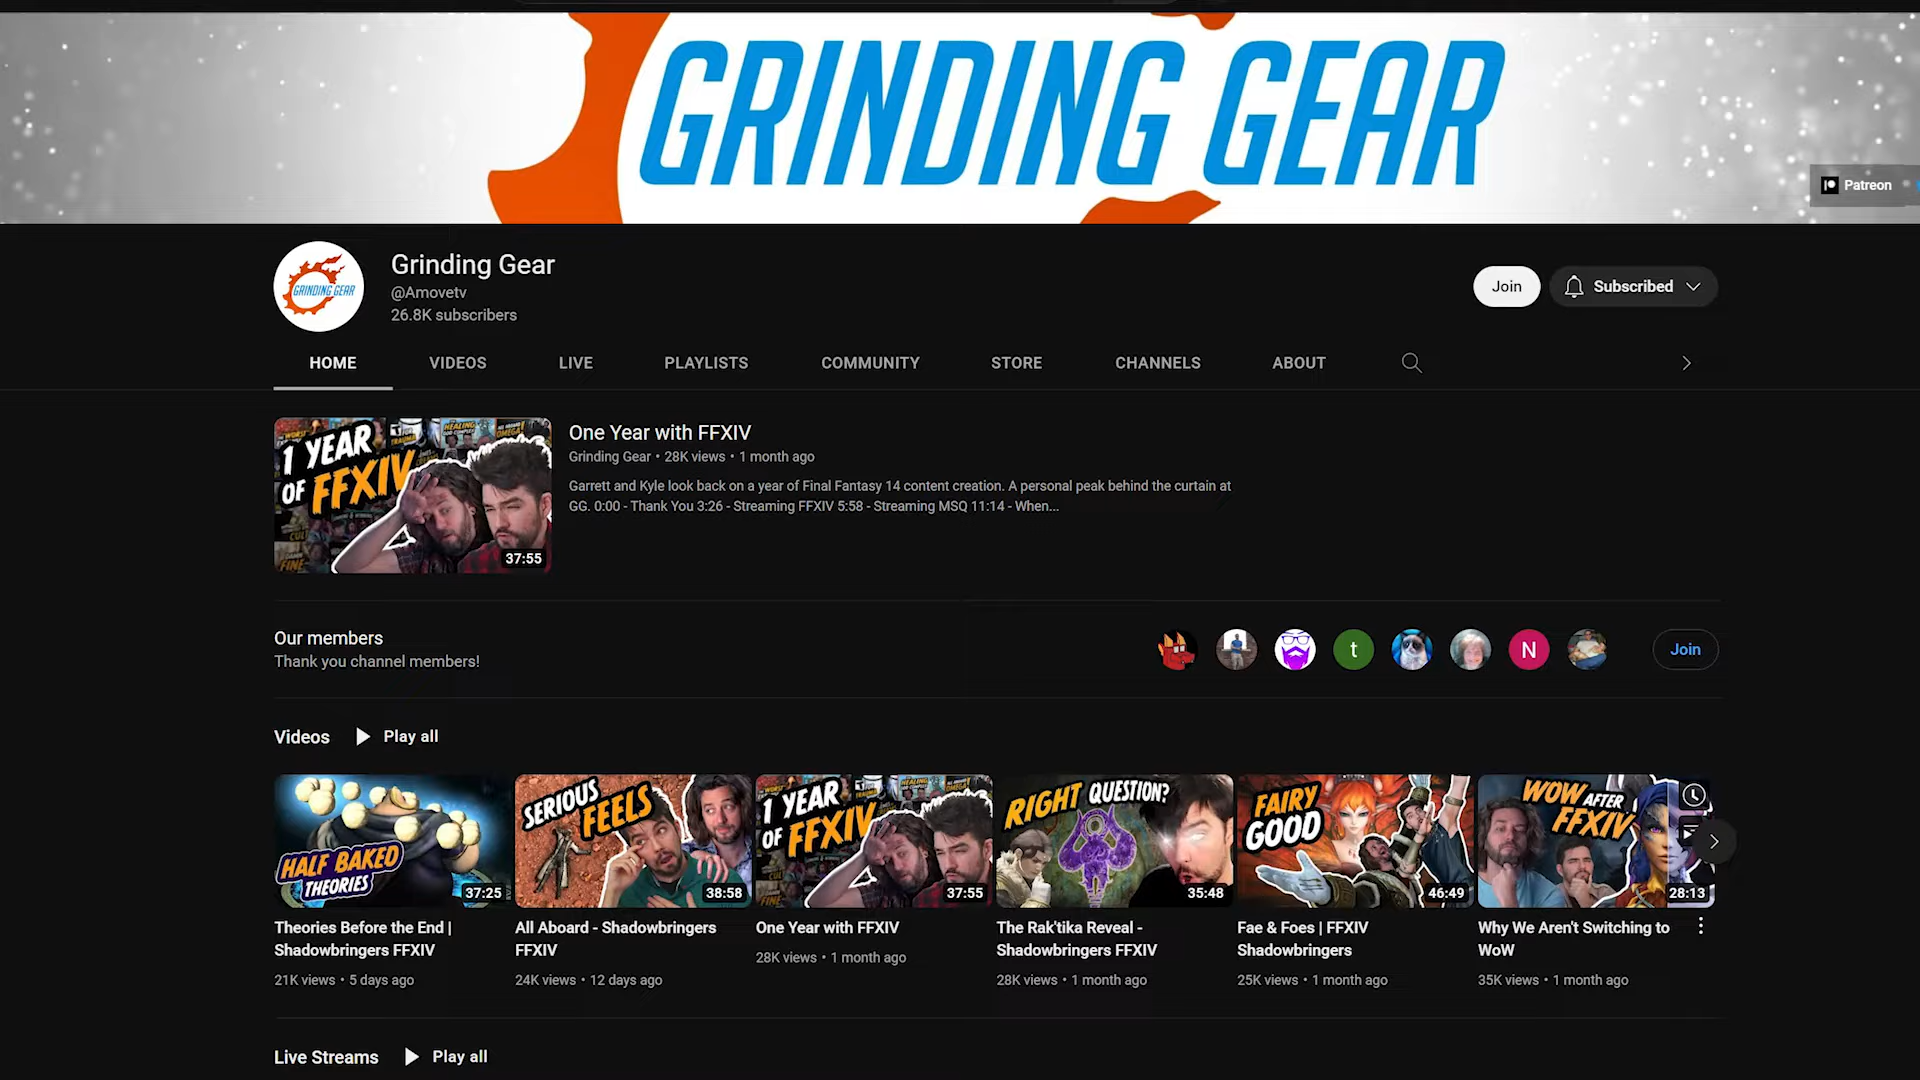 GRINDING GEAR
Patreon
GRINDING GEAR
Grinding Gear
@Amovetv
26.8K subscribers
Join
Subscribed
HOME
VIDEOS
LIVE
PLAYLISTS
COMMUNITY
STORE
CHANNELS
ABOUT
1 YEAR
OF FFXIV
37:55
One Year with FFXIV
Grinding Gear • 28K views • 1 month ago
Garrett and Kyle look back on a year of Final Fantasy 14 content creation. A personal peak behind the curtain at
GG. 0:00 - Thank You 3:26 - Streaming FFXIV 5:58 - Streaming MSQ 11:14 - When...
Our members
Thank you channel members!
t
N
Join
Videos
Play all
HALF BAKED
THEORIES
37:25
Theories Before the End |
Shadowbringers FFXIV
21K views • 5 days ago
SERIOUS
FEELS
38:58
All Aboard - Shadowbringers
FFXIV
24K views • 12 days ago
1 YEAR
OF FFXIV
37:55
One Year with FFXIV
28K views • 1 month ago
RIGHT QUESTION?
35:48
The Rak'tika Reveal -
Shadowbringers FFXIV
28K views • 1 month ago
FAIRY
GOOD
46:49
Fae & Foes | FFXIV
Shadowbringers
25K views • 1 month ago
WOW AFTER
FFXIV
28:13
Why We Aren't Switching to
WoW
35K views • 1 month ago
Live Streams
Play all